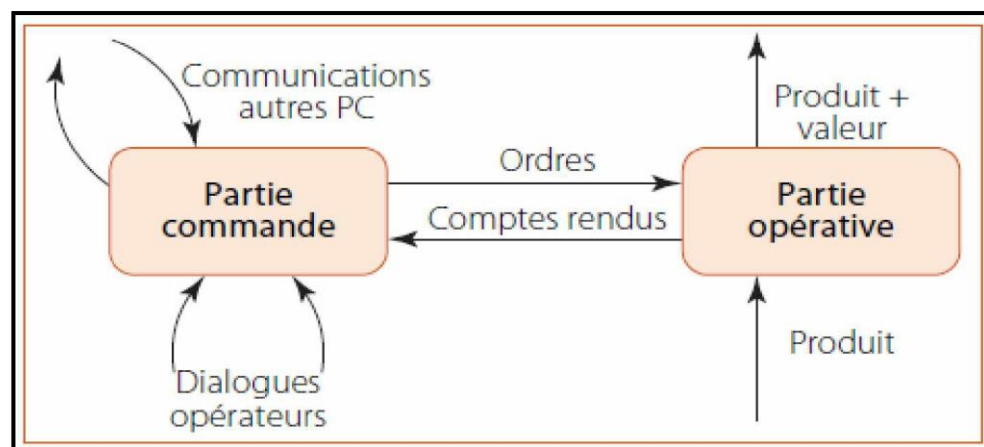 Communications
autres PC
Produit +
valeur
Ordres
Partie
commande
Comptes rendus
Partie
opérative
Produit
Dialogues
opérateurs